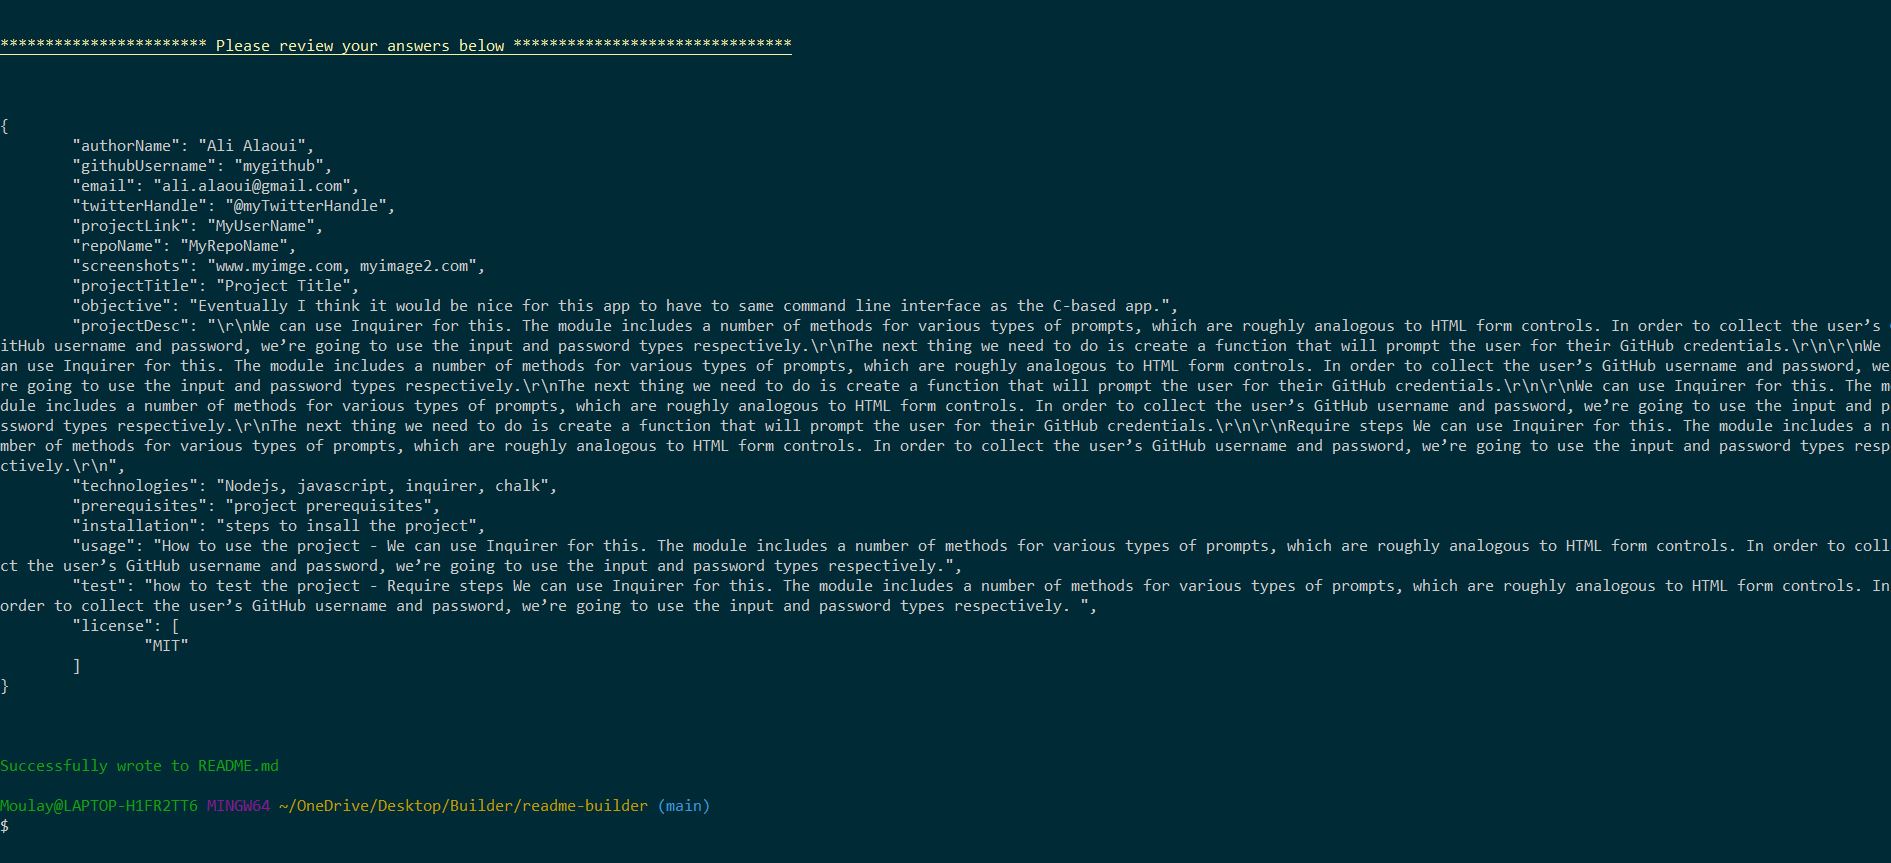 *********************** Please review your answers below *******************************
{
"authorName": "Ali Alaoui",
"githubUsername": "mygithub",
"email": "ali.alaoui@gmail.com",
"twitterHandle": "@myTwitterHandle",
"projectLink": "MyUserName",
"repoName": "MyRepoName",
"screenshots": "www.myimge.com, myimage2.com",
"projectTitle": "Project Title",
"objective": "Eventually I think it would be nice for this app to have to same command line interface as the C-based app.",
"projectDesc": "\r\nWe can use Inquirer for this. The module includes a number of methods for various types of prompts, which are roughly analogous to HTML form controls. In order to collect the user’s
itHub username and password, we’re going to use the input and password types respectively.\r\nThe next thing we need to do is create a function that will prompt the user for their GitHub credentials.\r\n\r\nWe
an use Inquirer for this. The module includes a number of methods for various types of prompts, which are roughly analogous to HTML form controls. In order to collect the user’s GitHub username and password, we
re going to use the input and password types respectively.\r\nThe next thing we need to do is create a function that will prompt the user for their GitHub credentials.\r\n\r\nWe can use Inquirer for this. The m
dule includes a number of methods for various types of prompts, which are roughly analogous to HTML form controls. In order to collect the user’s GitHub username and password, we’re going to use the input and p
ssword types respectively.\r\nThe next thing we need to do is create a function that will prompt the user for their GitHub credentials.\r\n\r\nRequire steps We can use Inquirer for this. The module includes a n
mber of methods for various types of prompts, which are roughly analogous to HTML form controls. In order to collect the user’s GitHub username and password, we’re going to use the input and password types resp
ctively.\r\n",
"technologies": "Nodejs, javascript, inquirer, chalk",
"prerequisites": "project prerequisites",
"installation": "steps to insall the project",
"usage": "How to use the project - We can use Inquirer for this. The module includes a number of methods for various types of prompts, which are roughly analogous to HTML form controls. In order to coll
ct the user’s GitHub username and password, we’re going to use the input and password types respectively.",
"test": "how to test the project - Require steps We can use Inquirer for this. The module includes a number of methods for various types of prompts, which are roughly analogous to HTML form controls. In
order to collect the user’s GitHub username and password, we’re going to use the input and password types respectively. ",
"license": [
"MIT"
]
}
Successfully wrote to README.md
Moulay@LAPTOP-H1FR2TT6 MINGW64 ~/OneDrive/Desktop/Builder/readme-builder (main)
$